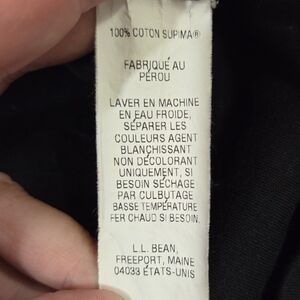 100% COTON SUPIMA®
FABRIQUÉ AU
PÉROU
LAVER EN MACHINE
EN EAU FROIDE,
SÉPARER LES
COULEURS AGENT
BLANCHISSANT
NON DÉCOLORANT
UNIQUEMENT, SI
BESOIN SÉCHAGE
PAR CULBUTAGE
BASSE TEMPÉRATURE
FER CHAUD SI BESOIN.
L.L. BEAN,
FREEPORT, MAINE
04033 ÉTATS-UNIS